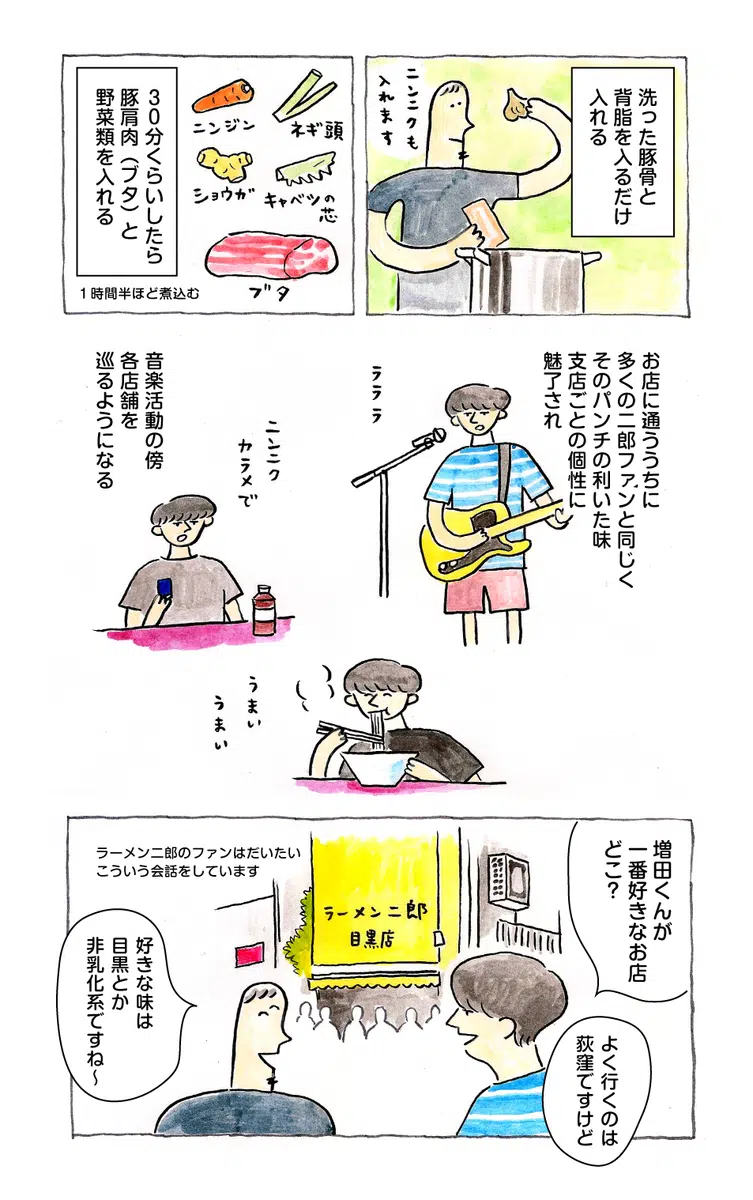 洗った豚骨と
背脂を入るだけ
入れる
ニンニクも
入れます
ニンジン
ネギ頭
ショウガ
キャベツの
芯
ブタ
30分くらいしたら
豚肩肉(ブタ)と
野菜類を入れる
1時間半ほど煮込む
お店に通ううちに
多くの二郎ファンと同じく
そのパンチの利いた味
支店ごとの個性に
魅了され
ラララ
音楽活動の傍
各店舗を
巡るようになる
ニンニク
カラメで
うまい
うまい
増田くんが
一番好きなお店
どこ?
よく行くのは
荻窪ですけど
ラーメン二郎のファンはだいたい
こういう会話をしています
ラーメン二郎
目黒店
好きな味は
目黒とか
非乳化系ですね〜